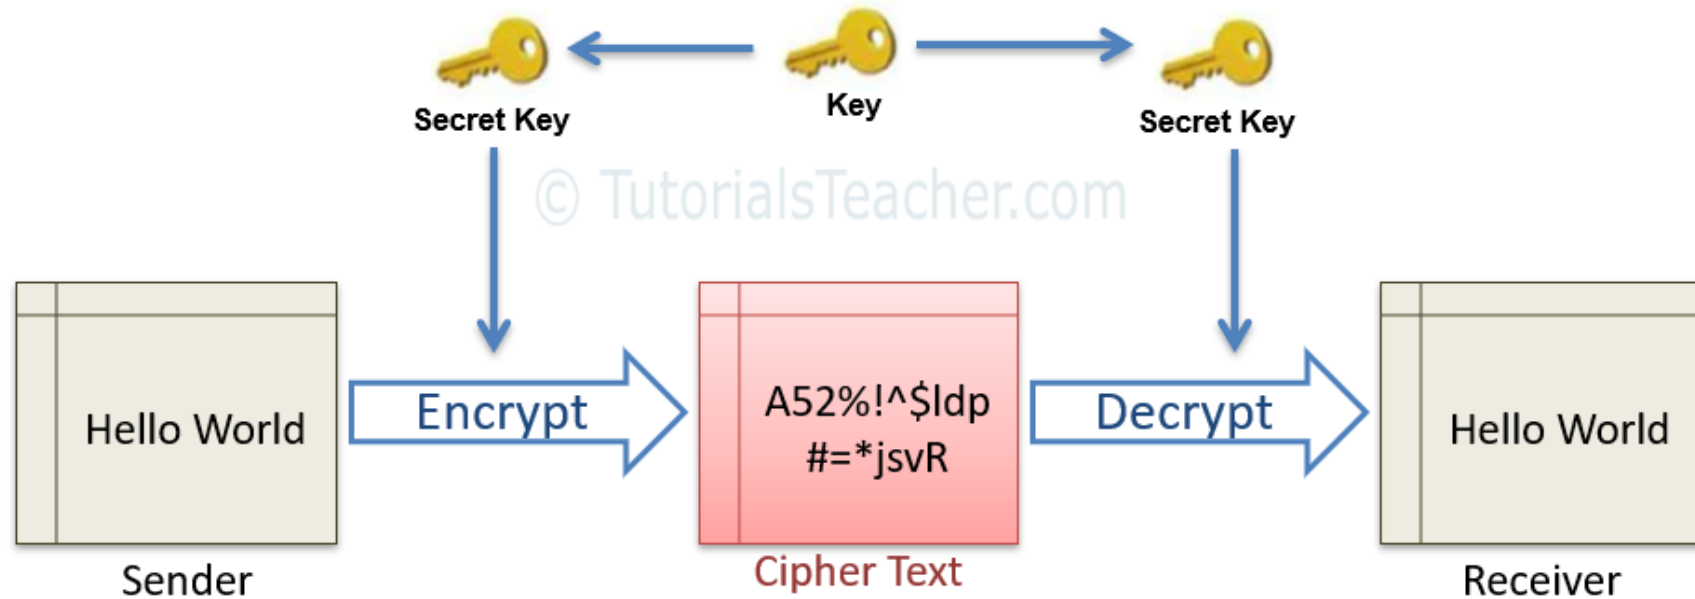 Secret Key
Key
Secret Key
© TutorialsTeacher.com
Hello World
Encrypt
A52%!^$ldp
#=*jsvR
Decrypt
Hello World
Sender
Cipher Text
Receiver